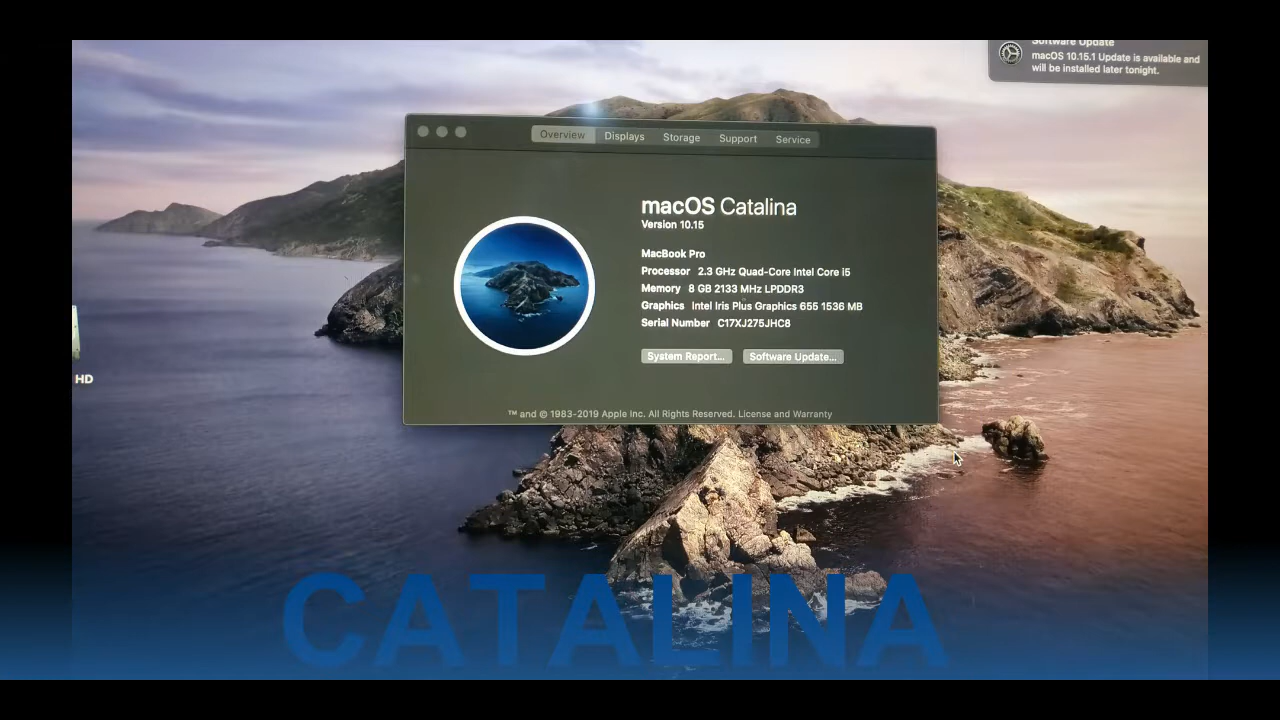 Software Update
macOS 10.15.1 Update is available and
will be installed later tonight.
Overview Displays Storage Support Service
macOS Catalina
Version 10.15
MacBook Pro
Processor 2.3 GHz Quad-Core Intel Core i5
Memory 8 GB 2133 MHz LPDDR3
Graphics Intel Iris Plus Graphics 655 1536 MB
Serial Number C17XJ275JHC8
System Report... Software Update...
HD
™ and © 1983-2019 Apple Inc. All Rights Reserved. License and Warranty
CATALINA